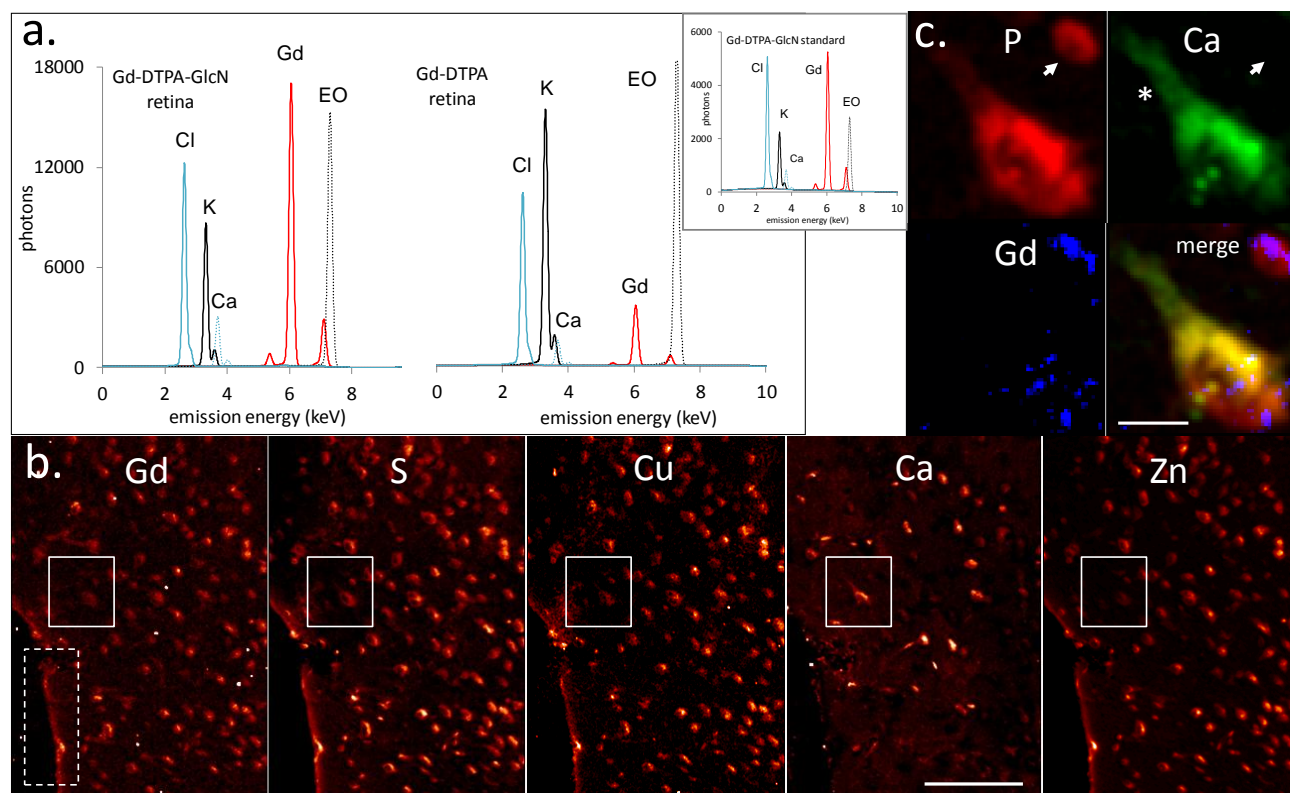 a.
Gd-DTPA-GlcN
retina
18000
12000
6000
0
photons
Cl
K
Ca
Gd
EO
0 2 4 6 8
emission energy (keV)
Gd-DTPA
retina
Cl
K
Ca
Gd
EO
0 2 4 6 8 10
emission energy (keV)
Gd-DTPA-GlcN standard
6000
4000
2000
0
photons
Cl
K
Ca
Gd
EO
0 2 4 6 8 10
emission energy (keV)
c.
P
Ca
*
Gd
merge
b.
Gd
S
Cu
Ca
Zn